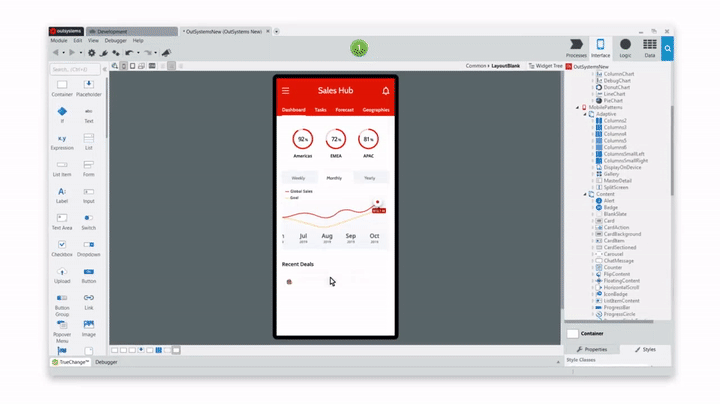 outsystems
Development
* OutSystemsNew (OutSystems New)
Module Edit View Debugger Help
1
Processes Interface Logic Data
Search... (Ctrl+E)
Common ▸ LayoutBlank
Widget Tree
OutSystemsNew
Container Placeholder
If Text
Expression List
List Item Form
Label Input
Text Area Switch
Checkbox Dropdown
Upload Button
Button Group
Link
Popover Menu
Image
Sales Hub
Dashboard Tasks Forecast Geographies
92% 72% 81%
Americas EMEA APAC
Weekly Monthly Yearly
Global Sales
Goal
Jul Aug Sep Oct
2019 2019 2019 2019
Recent Deals
ColumnChart
DebugChart
DonutChart
LineChart
PieChart
MobilePatterns
Adaptive
Columns2
Columns3
Columns4
Columns5
Columns6
ColumnsSmallLeft
ColumnsSmallRight
DisplayOnDevice
Gallery
MasterDetail
SplitScreen
Content
Alert
Badge
BlankSlate
Card
CardAction
CardBackground
CardItem
CardSectioned
Carousel
ChatMessage
Counter
FlipContent
FloatingContent
HorizontalScroll
IconBadge
ListItemContent
ProgressBar
ProgressCircle
Container
Properties Styles
Style Classes
TrueChange™ Debugger